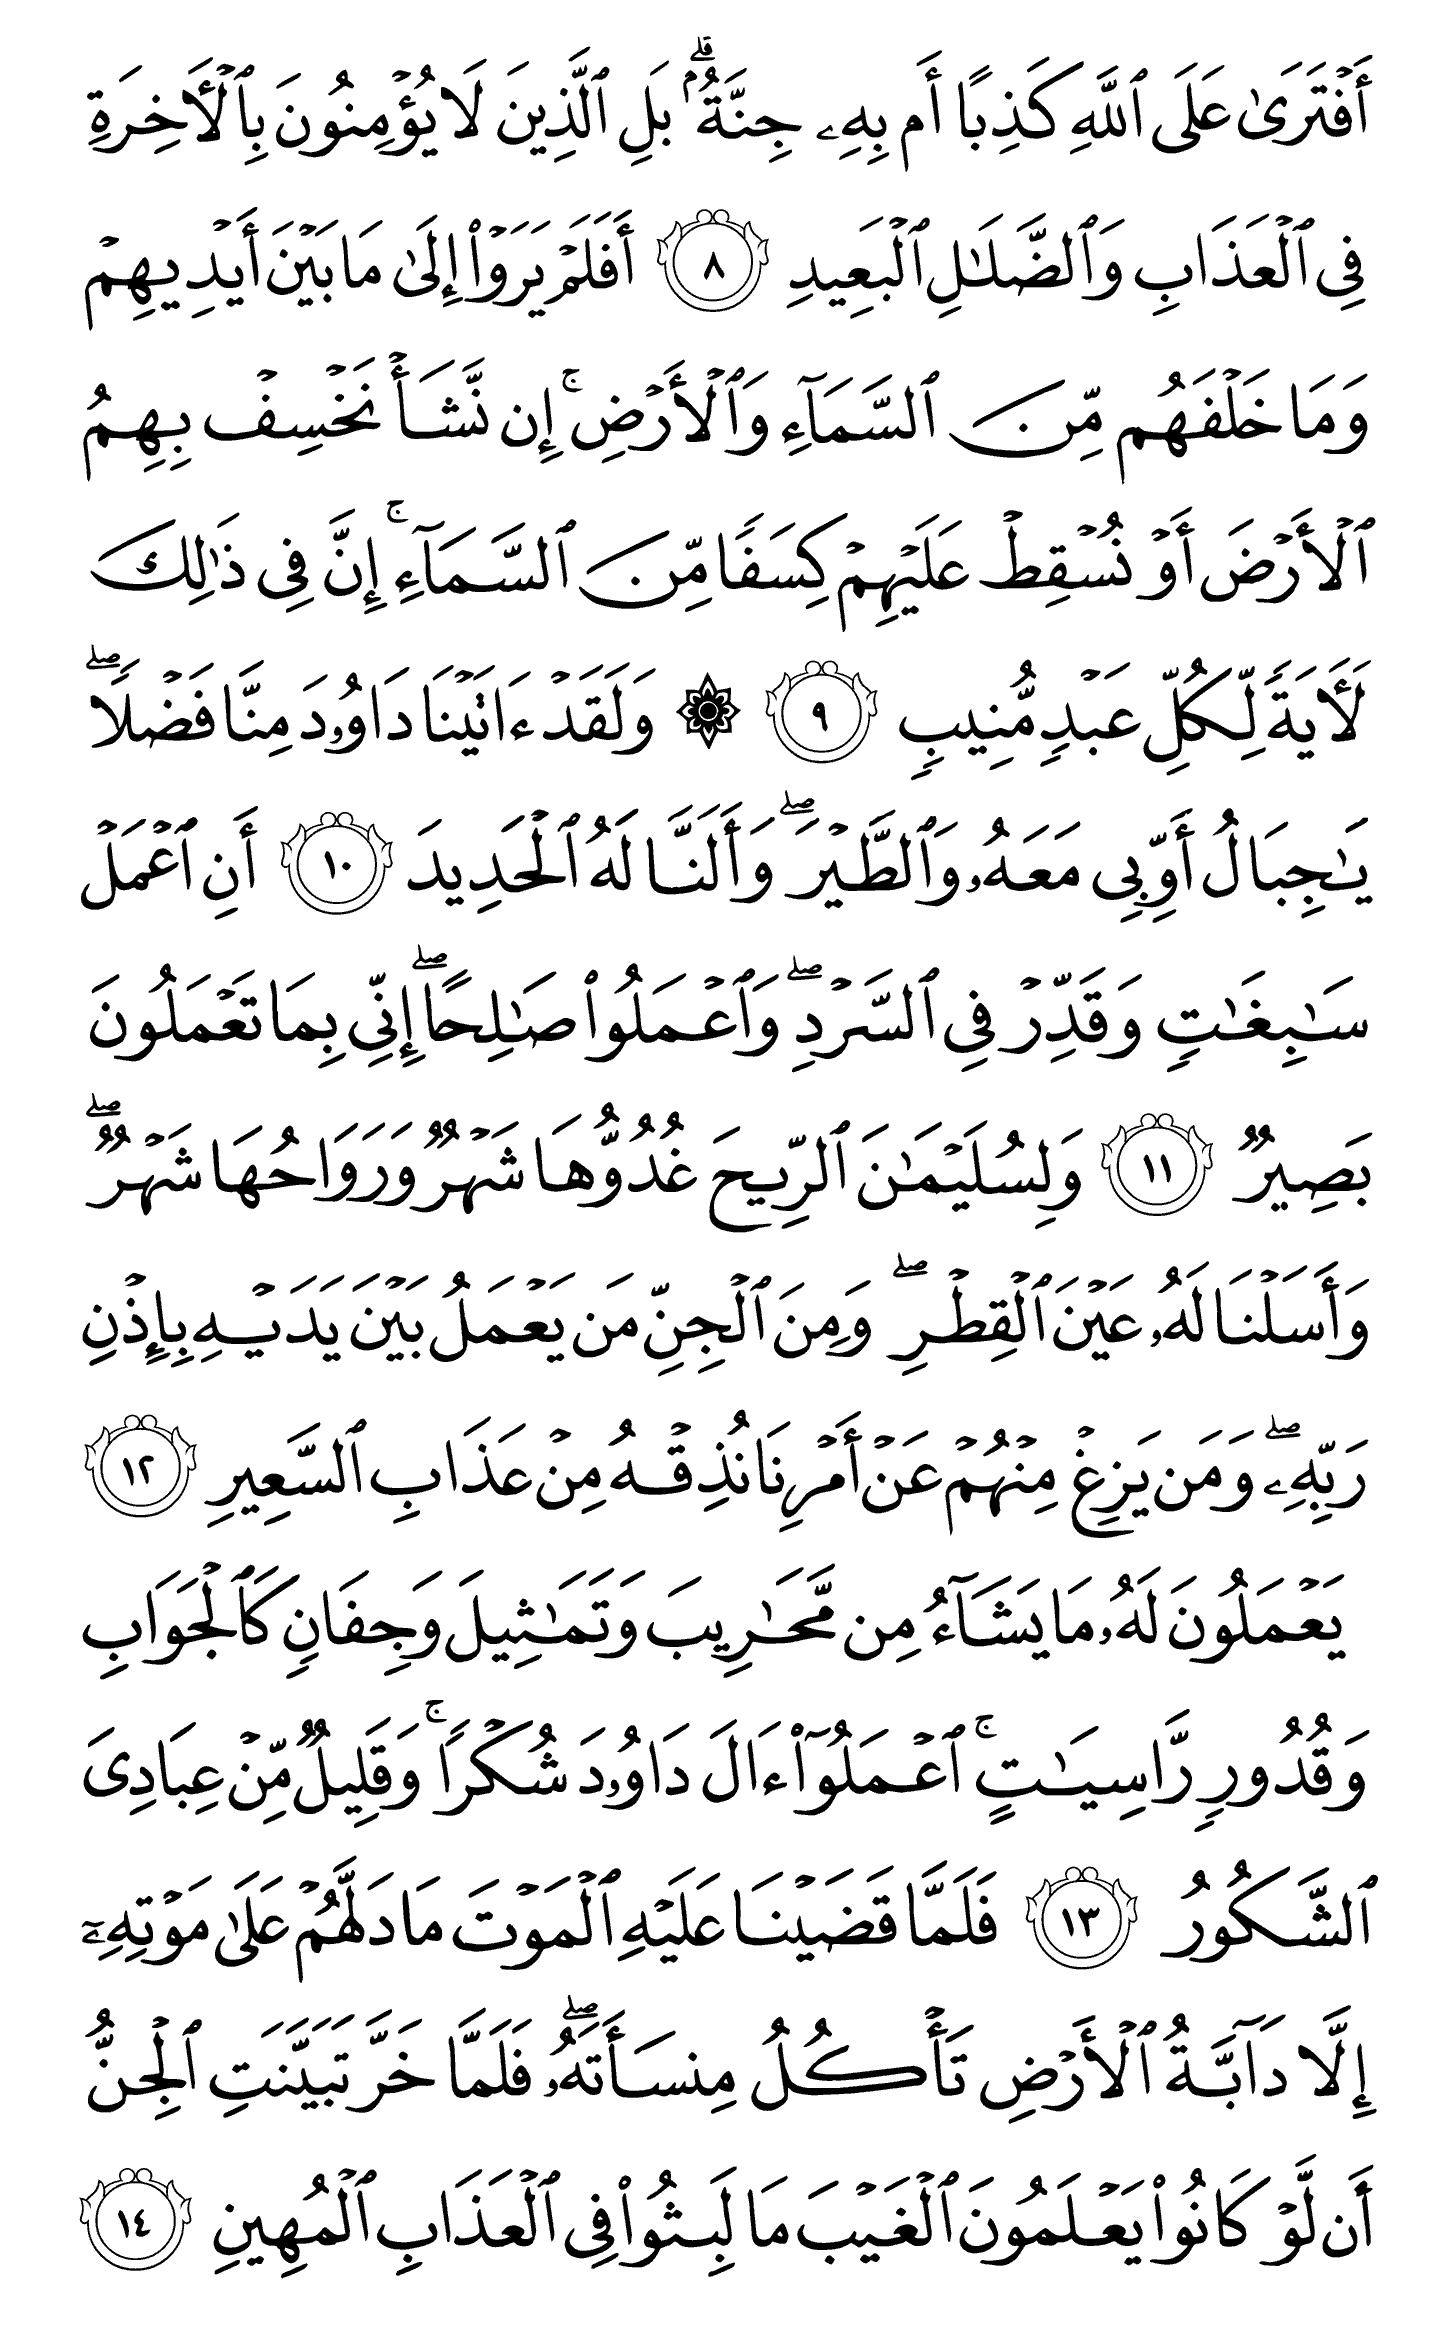 أَفۡتَرَىٰ عَلَى ٱللَّهِ كَذِبًا أَم بِهِۦ جِنَّةُۢۗ بَلِ ٱلَّذِينَ لَا يُؤۡمِنُونَ بِٱلۡأٓخِرَةِ
فِي ٱلۡعَذَابِ وَٱلضَّلَٰلِ ٱلۡبَعِيدِ ٨ أَفَلَمۡ يَرَوۡاْ إِلَىٰ مَا بَيۡنَ أَيۡدِيهِمۡ
وَمَا خَلۡفَهُم مِّنَ ٱلسَّمَآءِ وَٱلۡأَرۡضِۚ إِن نَّشَأۡ نَخۡسِفۡ بِهِمُ
ٱلۡأَرۡضَ أَوۡ نُسۡقِطۡ عَلَيۡهِمۡ كِسَفٗا مِّنَ ٱلسَّمَآءِۚ إِنَّ فِي ذَٰلِكَ
لَأٓيَةٗ لِّكُلِّ عَبۡدٖ مُّنِيبٖ ٩ ۞ وَلَقَدۡ ءَاتَيۡنَا دَاوُۥدَ مِنَّا فَضۡلٗاۖ
يَٰجِبَالُ أَوِّبِي مَعَهُۥ وَٱلطَّيۡرَۖ وَأَلَنَّا لَهُ ٱلۡحَدِيدَ ١٠ أَنِ ٱعۡمَلۡ
سَٰبِغَٰتٖ وَقَدِّرۡ فِي ٱلسَّرۡدِۖ وَٱعۡمَلُواْ صَٰلِحًاۖ إِنِّي بِمَا تَعۡمَلُونَ
بَصِيرٞ ١١ وَلِسُلَيۡمَٰنَ ٱلرِّيحَ غُدُوُّهَا شَهۡرٞ وَرَوَاحُهَا شَهۡرٞۖ
وَأَسَلۡنَا لَهُۥ عَيۡنَ ٱلۡقِطۡرِۖ وَمِنَ ٱلۡجِنِّ مَن يَعۡمَلُ بَيۡنَ يَدَيۡهِ بِإِذۡنِ
رَبِّهِۦۖ وَمَن يَزِغۡ مِنۡهُمۡ عَنۡ أَمۡرِنَا نُذِقۡهُ مِنۡ عَذَابِ ٱلسَّعِيرِ ١٢
يَعۡمَلُونَ لَهُۥ مَا يَشَآءُ مِن مَّحَٰرِيبَ وَتَمَٰثِيلَ وَجِفَانٖ كَٱلۡجَوَابِ
وَقُدُورٖ رَّاسِيَٰتٍۚ ٱعۡمَلُوٓاْ ءَالَ دَاوُۥدَ شُكۡرٗاۚ وَقَلِيلٞ مِّنۡ عِبَادِيَ
ٱلشَّكُورُ ١٣ فَلَمَّا قَضَيۡنَا عَلَيۡهِ ٱلۡمَوۡتَ مَا دَلَّهُمۡ عَلَىٰ مَوۡتِهِۦٓ
إِلَّا دَآبَّةُ ٱلۡأَرۡضِ تَأۡكُلُ مِنسَأَتَهُۥۖ فَلَمَّا خَرَّ تَبَيَّنَتِ ٱلۡجِنُّ
أَن لَّوۡ كَانُواْ يَعۡلَمُونَ ٱلۡغَيۡبَ مَا لَبِثُواْ فِي ٱلۡعَذَابِ ٱلۡمُهِينِ ١٤